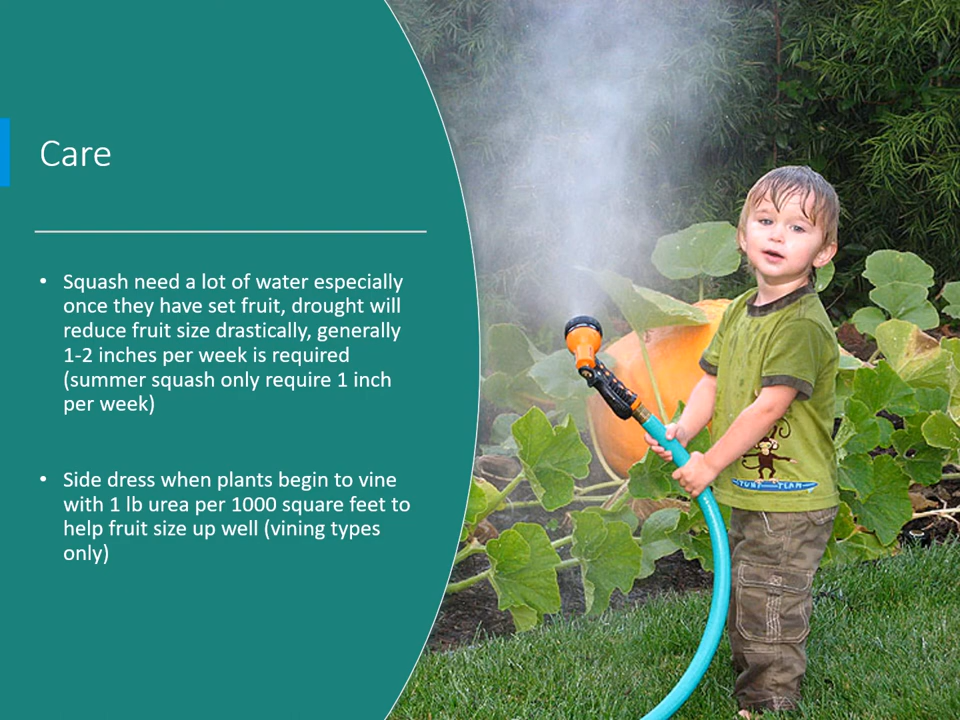 Care
• Squash need a lot of water especially
once they have set fruit, drought will
reduce fruit size drastically, generally
1-2 inches per week is required
(summer squash only require 1 inch
per week)
• Side dress when plants begin to vine
with 1 lb urea per 1000 square feet to
help fruit size up well (vining types
only)